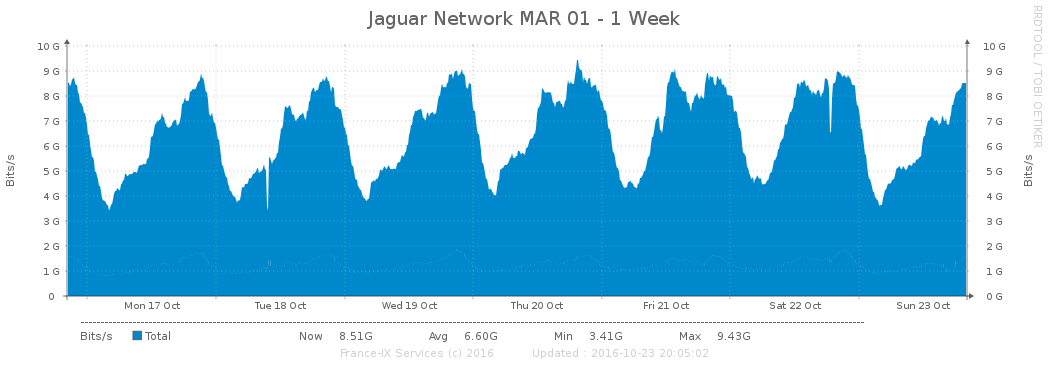 Jaguar Network MAR 01 - 1 Week
RRDTOOL / TOBI OETIKER
Bits/s
10 G 10 G
9 G 9 G
8 G 8 G
7 G 7 G
6 G 6 G
5 G 5 G
4 G 4 G
3 G 3 G
2 G 2 G
1 G 1 G
0 0 G
Bits/s
Mon 17 Oct Tue 18 Oct Wed 19 Oct Thu 20 Oct Fri 21 Oct Sat 22 Oct Sun 23 Oct
Bits/s Total Now 8.51G Avg 6.60G Min 3.41G Max 9.43G
France-IX Services (c) 2016 Updated : 2016-10-23 20:05:02